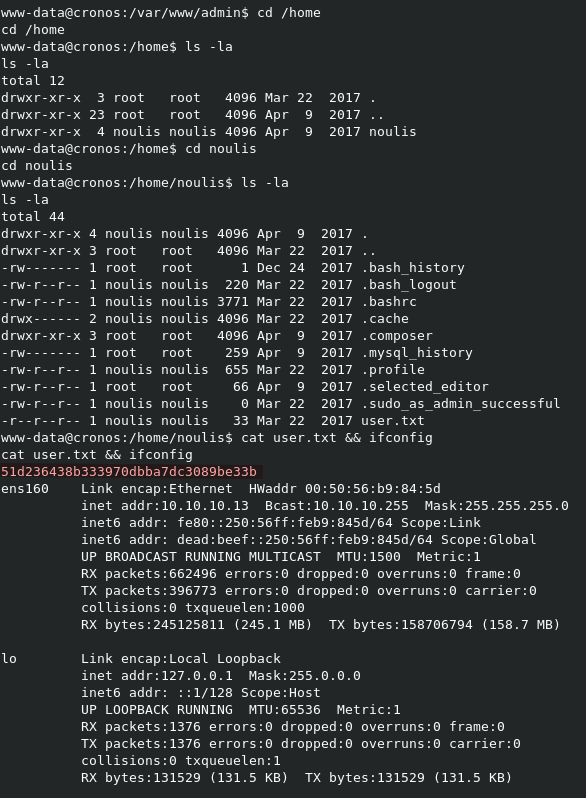 www-data@cronos:/var/www/admin$ cd /home
cd /home
www-data@cronos:/home$ ls -la
ls -la
total 12
drwxr-xr-x  3 root   root   4096 Mar 22  2017 .
drwxr-xr-x 23 root   root   4096 Apr  9  2017 ..
drwxr-xr-x  4 noulis noulis 4096 Apr  9  2017 noulis
www-data@cronos:/home$ cd noulis
cd noulis
www-data@cronos:/home/noulis$ ls -la
ls -la
total 44
drwxr-xr-x 4 noulis noulis 4096 Apr  9  2017 .
drwxr-xr-x 3 root   root   4096 Mar 22  2017 ..
-rw------- 1 root   root      1 Dec 24  2017 .bash_history
-rw-r--r-- 1 noulis noulis  220 Mar 22  2017 .bash_logout
-rw-r--r-- 1 noulis noulis 3771 Mar 22  2017 .bashrc
drwx------ 2 noulis noulis 4096 Mar 22  2017 .cache
drwxr-xr-x 3 root   root   4096 Apr  9  2017 .composer
-rw------- 1 root   root    259 Apr  9  2017 .mysql_history
-rw-r--r-- 1 noulis noulis  655 Mar 22  2017 .profile
-rw-r--r-- 1 root   root     66 Apr  9  2017 .selected_editor
-rw-r--r-- 1 noulis noulis    0 Mar 22  2017 .sudo_as_admin_successful
-r--r--r-- 1 noulis noulis   33 Mar 22  2017 user.txt
www-data@cronos:/home/noulis$ cat user.txt && ifconfig
cat user.txt && ifconfig
51d236438b333970dbba7dc3089be33b
ens160    Link encap:Ethernet  HWaddr 00:50:56:b9:84:5d
          inet addr:10.10.10.13  Bcast:10.10.10.255  Mask:255.255.255.0
          inet6 addr: fe80::250:56ff:feb9:845d/64 Scope:Link
          inet6 addr: dead:beef::250:56ff:feb9:845d/64 Scope:Global
          UP BROADCAST RUNNING MULTICAST  MTU:1500  Metric:1
          RX packets:662496 errors:0 dropped:0 overruns:0 frame:0
          TX packets:396773 errors:0 dropped:0 overruns:0 carrier:0
          collisions:0 txqueuelen:1000
          RX bytes:245125811 (245.1 MB)  TX bytes:158706794 (158.7 MB)
lo        Link encap:Local Loopback
          inet addr:127.0.0.1  Mask:255.0.0.0
          inet6 addr: ::1/128 Scope:Host
          UP LOOPBACK RUNNING  MTU:65536  Metric:1
          RX packets:1376 errors:0 dropped:0 overruns:0 frame:0
          TX packets:1376 errors:0 dropped:0 overruns:0 carrier:0
          collisions:0 txqueuelen:1
          RX bytes:131529 (131.5 KB)  TX bytes:131529 (131.5 KB)